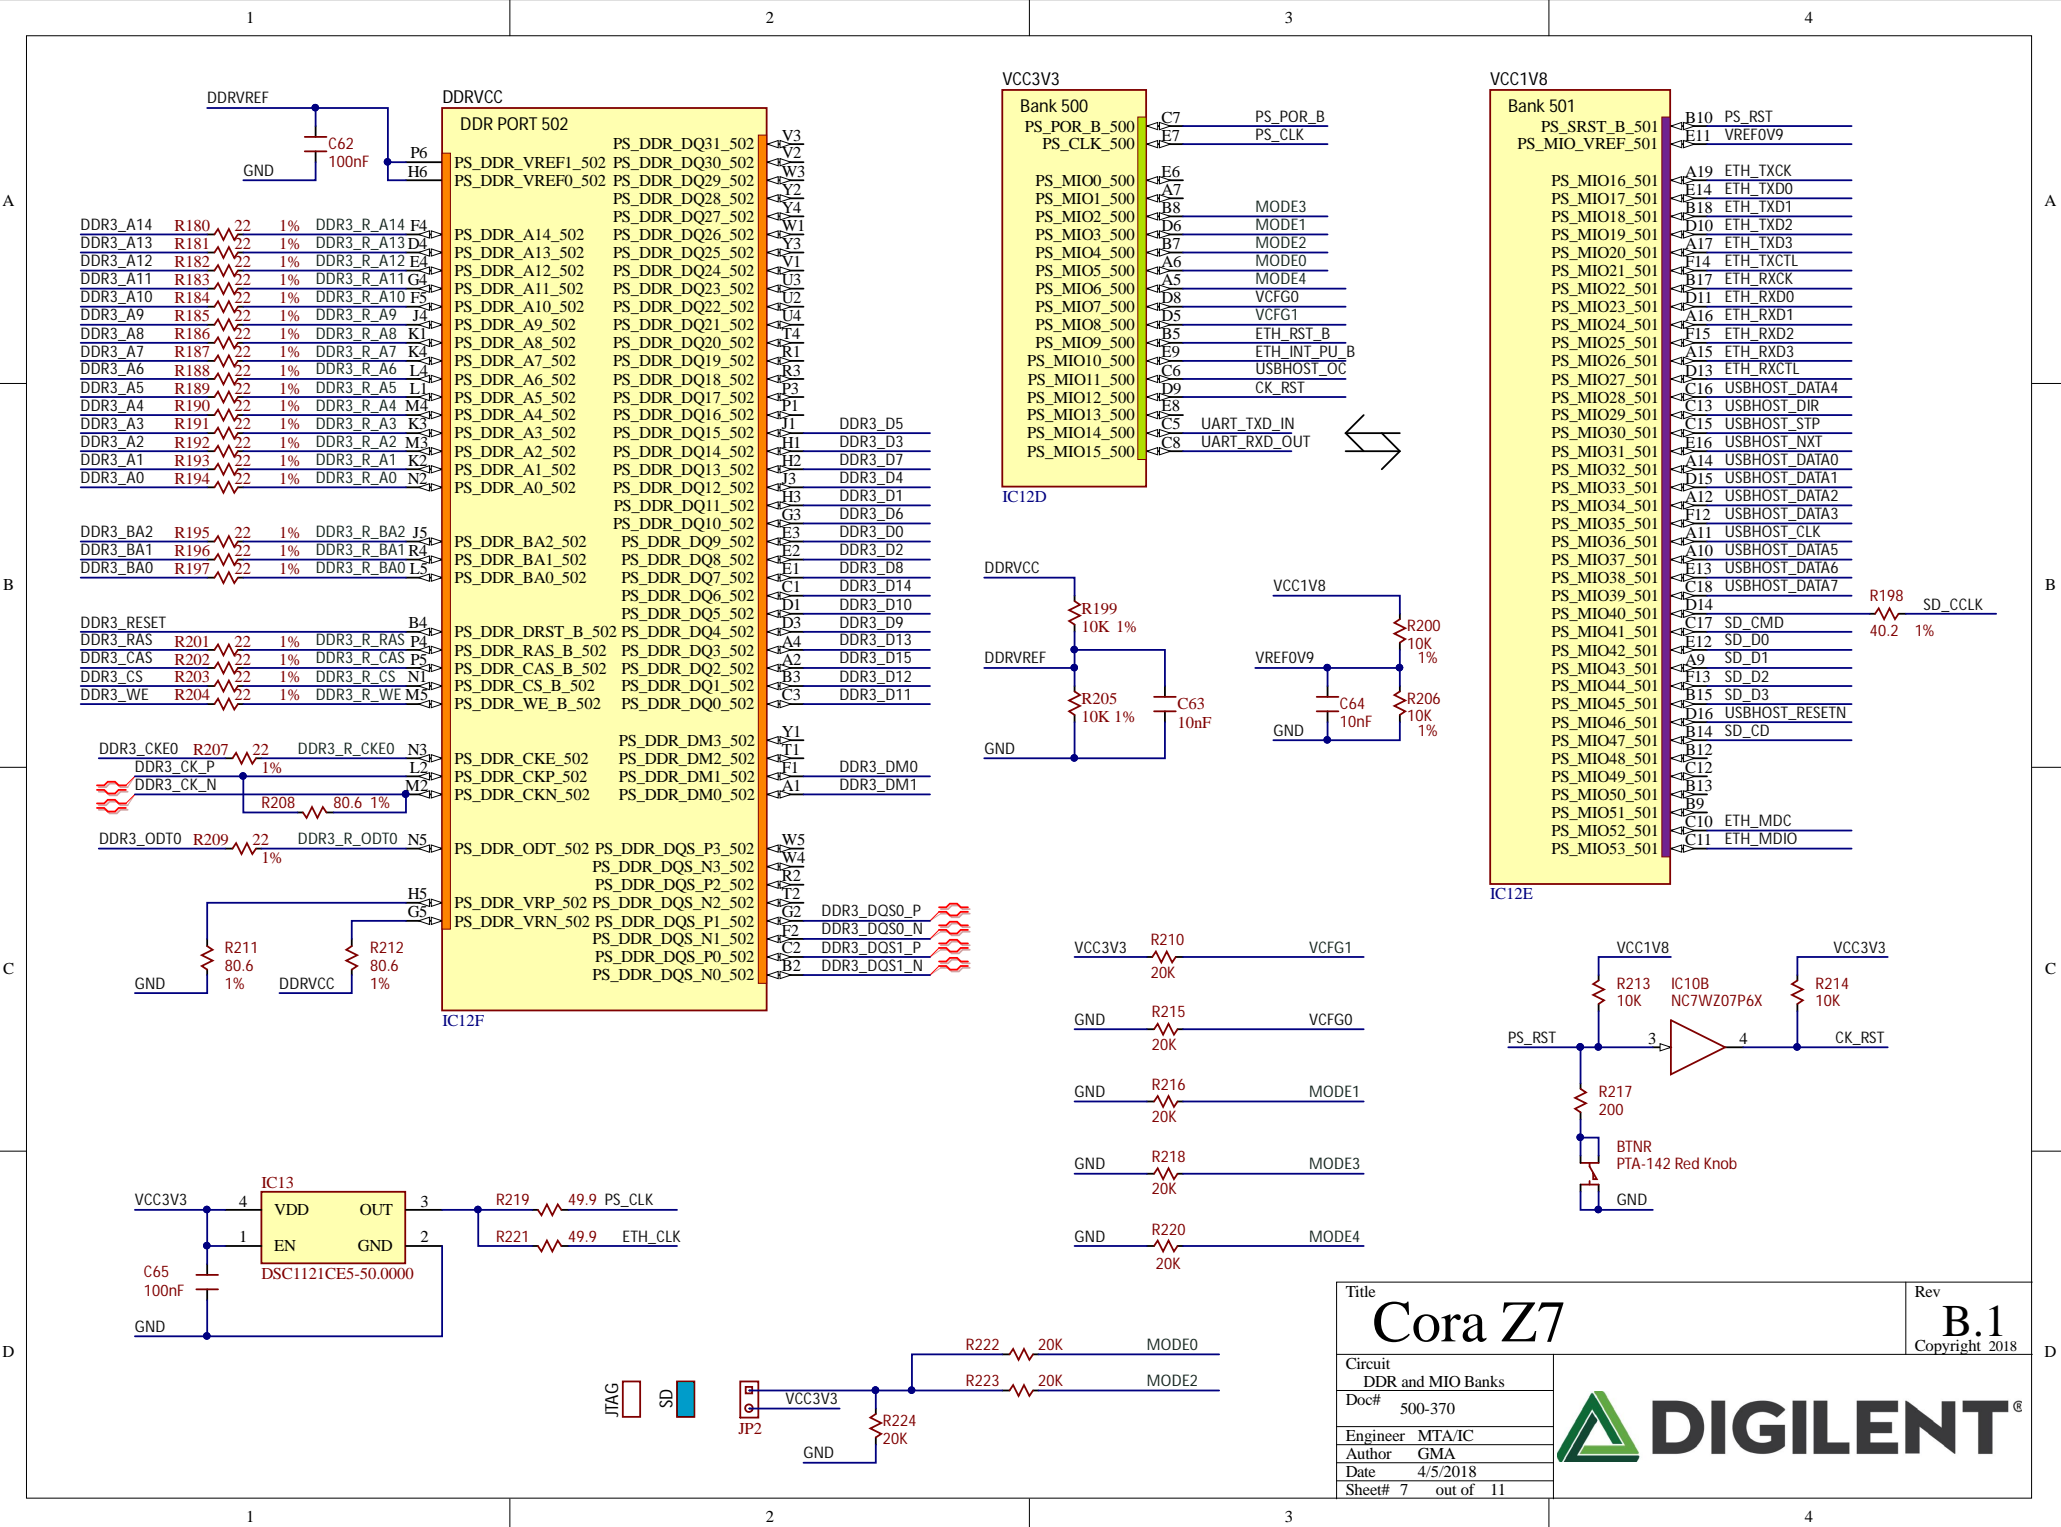 1 2 3 4
A
B
C
D
DDRVREF
C62
100nF
GND
DDRVCC
DDR PORT 502
P6 PS_DDR_VREF1_502
H6 PS_DDR_VREF0_502
DDR3_A14 R180 22 1% DDR3_R_A14 F4 PS_DDR_A14_502
DDR3_A13 R181 22 1% DDR3_R_A13 D4 PS_DDR_A13_502
DDR3_A12 R182 22 1% DDR3_R_A12 E4 PS_DDR_A12_502
DDR3_A11 R183 22 1% DDR3_R_A11 G4 PS_DDR_A11_502
DDR3_A10 R184 22 1% DDR3_R_A10 F5 PS_DDR_A10_502
DDR3_A9 R185 22 1% DDR3_R_A9 J4 PS_DDR_A9_502
DDR3_A8 R186 22 1% DDR3_R_A8 K1 PS_DDR_A8_502
DDR3_A7 R187 22 1% DDR3_R_A7 K4 PS_DDR_A7_502
DDR3_A6 R188 22 1% DDR3_R_A6 L4 PS_DDR_A6_502
DDR3_A5 R189 22 1% DDR3_R_A5 L1 PS_DDR_A5_502
DDR3_A4 R190 22 1% DDR3_R_A4 M4 PS_DDR_A4_502
DDR3_A3 R191 22 1% DDR3_R_A3 K3 PS_DDR_A3_502
DDR3_A2 R192 22 1% DDR3_R_A2 M3 PS_DDR_A2_502
DDR3_A1 R193 22 1% DDR3_R_A1 K2 PS_DDR_A1_502
DDR3_A0 R194 22 1% DDR3_R_A0 N2 PS_DDR_A0_502
DDR3_BA2 R195 22 1% DDR3_R_BA2 J5 PS_DDR_BA2_502
DDR3_BA1 R196 22 1% DDR3_R_BA1 R4 PS_DDR_BA1_502
DDR3_BA0 R197 22 1% DDR3_R_BA0 L5 PS_DDR_BA0_502
DDR3_RESET B4 PS_DDR_DRST_B_502
DDR3_RAS R201 22 1% DDR3_R_RAS P4 PS_DDR_RAS_B_502
DDR3_CAS R202 22 1% DDR3_R_CAS P5 PS_DDR_CAS_B_502
DDR3_CS R203 22 1% DDR3_R_CS N1 PS_DDR_CS_B_502
DDR3_WE R204 22 1% DDR3_R_WE M5 PS_DDR_WE_B_502
DDR3_CKE0 R207 22 1% DDR3_R_CKE0 N3 PS_DDR_CKE_502
DDR3_CK_P L2 PS_DDR_CKP_502
DDR3_CK_N M2 PS_DDR_CKN_502
R208 80.6 1%
DDR3_ODT0 R209 22 1% DDR3_R_ODT0 N5 PS_DDR_ODT_502
H5 PS_DDR_VRP_502
G5 PS_DDR_VRN_502
R211
80.6
1%
GND
R212
80.6
1%
DDRVCC
PS_DDR_DQ31_502 V3
PS_DDR_DQ30_502 V2
PS_DDR_DQ29_502 W3
PS_DDR_DQ28_502 Y2
PS_DDR_DQ27_502 Y4
PS_DDR_DQ26_502 W1
PS_DDR_DQ25_502 Y3
PS_DDR_DQ24_502 V1
PS_DDR_DQ23_502 U3
PS_DDR_DQ22_502 U2
PS_DDR_DQ21_502 U4
PS_DDR_DQ20_502 T4
PS_DDR_DQ19_502 R1
PS_DDR_DQ18_502 R3
PS_DDR_DQ17_502 P3
PS_DDR_DQ16_502 P1
PS_DDR_DQ15_502 J1 DDR3_D5
PS_DDR_DQ14_502 H1 DDR3_D3
PS_DDR_DQ13_502 H2 DDR3_D7
PS_DDR_DQ12_502 J3 DDR3_D4
PS_DDR_DQ11_502 H3 DDR3_D1
PS_DDR_DQ10_502 G3 DDR3_D6
PS_DDR_DQ9_502 E3 DDR3_D0
PS_DDR_DQ8_502 E2 DDR3_D2
PS_DDR_DQ7_502 E1 DDR3_D8
PS_DDR_DQ6_502 C1 DDR3_D14
PS_DDR_DQ5_502 D1 DDR3_D10
PS_DDR_DQ4_502 D3 DDR3_D9
PS_DDR_DQ3_502 A4 DDR3_D13
PS_DDR_DQ2_502 A2 DDR3_D15
PS_DDR_DQ1_502 B3 DDR3_D12
PS_DDR_DQ0_502 C3 DDR3_D11
PS_DDR_DM3_502 Y1
PS_DDR_DM2_502 T1
PS_DDR_DM1_502 F1 DDR3_DM0
PS_DDR_DM0_502 A1 DDR3_DM1
PS_DDR_DQS_P3_502 W5
PS_DDR_DQS_N3_502 W4
PS_DDR_DQS_P2_502 R2
PS_DDR_DQS_N2_502 T2
PS_DDR_DQS_P1_502 G2 DDR3_DQS0_P
PS_DDR_DQS_N1_502 F2 DDR3_DQS0_N
PS_DDR_DQS_P0_502 C2 DDR3_DQS1_P
PS_DDR_DQS_N0_502 B2 DDR3_DQS1_N
IC12F
VCC3V3
Bank 500
PS_POR_B_500 C7 PS_POR_B
PS_CLK_500 E7 PS_CLK
PS_MIO0_500 E6
PS_MIO1_500 A7
PS_MIO2_500 B8 MODE3
PS_MIO3_500 D6 MODE1
PS_MIO4_500 B7 MODE2
PS_MIO5_500 A6 MODE0
PS_MIO6_500 A5 MODE4
PS_MIO7_500 D8 VCFG0
PS_MIO8_500 D5 VCFG1
PS_MIO9_500 B5 ETH_RST_B
PS_MIO10_500 E9 ETH_INT_PU_B
PS_MIO11_500 C6 USBHOST_OC
PS_MIO12_500 D9 CK_RST
PS_MIO13_500 E8
PS_MIO14_500 C5 UART_TXD_IN
PS_MIO15_500 C8 UART_RXD_OUT
IC12D
VCC1V8
Bank 501
PS_SRST_B_501 B10 PS_RST
PS_MIO_VREF_501 E11 VREF0V9
PS_MIO16_501 A19 ETH_TXCK
PS_MIO17_501 E14 ETH_TXD0
PS_MIO18_501 B18 ETH_TXD1
PS_MIO19_501 D10 ETH_TXD2
PS_MIO20_501 A17 ETH_TXD3
PS_MIO21_501 F14 ETH_TXCTL
PS_MIO22_501 B17 ETH_RXCK
PS_MIO23_501 D11 ETH_RXD0
PS_MIO24_501 A16 ETH_RXD1
PS_MIO25_501 F15 ETH_RXD2
PS_MIO26_501 A15 ETH_RXD3
PS_MIO27_501 D13 ETH_RXCTL
PS_MIO28_501 C16 USBHOST_DATA4
PS_MIO29_501 C13 USBHOST_DIR
PS_MIO30_501 C15 USBHOST_STP
PS_MIO31_501 E16 USBHOST_NXT
PS_MIO32_501 A14 USBHOST_DATA0
PS_MIO33_501 D15 USBHOST_DATA1
PS_MIO34_501 A12 USBHOST_DATA2
PS_MIO35_501 F12 USBHOST_DATA3
PS_MIO36_501 A11 USBHOST_CLK
PS_MIO37_501 A10 USBHOST_DATA5
PS_MIO38_501 E13 USBHOST_DATA6
PS_MIO39_501 C18 USBHOST_DATA7
PS_MIO40_501 D14 R198 40.2 1% SD_CCLK
PS_MIO41_501 C17 SD_CMD
PS_MIO42_501 E12 SD_D0
PS_MIO43_501 A9 SD_D1
PS_MIO44_501 F13 SD_D2
PS_MIO45_501 B15 SD_D3
PS_MIO46_501 D16 USBHOST_RESETN
PS_MIO47_501 B14 SD_CD
PS_MIO48_501 B12
PS_MIO49_501 C12
PS_MIO50_501 B13
PS_MIO51_501 B9
PS_MIO52_501 C10 ETH_MDC
PS_MIO53_501 C11 ETH_MDIO
IC12E
DDRVCC
R199
10K 1%
DDRVREF
R205
10K 1%
C63
10nF
GND
VCC1V8
R200
10K
1%
VREF0V9
C64
10nF
R206
10K
1%
GND
VCC3V3 R210 20K VCFG1
GND R215 20K VCFG0
GND R216 20K MODE1
GND R218 20K MODE3
GND R220 20K MODE4
VCC1V8
VCC3V3
R213
10K
IC10B
NC7WZ07P6X
R214
10K
PS_RST 3 4 CK_RST
R217
200
BTNR
PTA-142 Red Knob
GND
IC13
VCC3V3 4 VDD OUT 3 R219 49.9 PS_CLK
1 EN GND 2 R221 49.9 ETH_CLK
DSC1121CE5-50.0000
C65
100nF
GND
JTAG
SD
JP2
VCC3V3
R222 20K MODE0
R223 20K MODE2
R224
20K
GND
Title
Cora Z7
Rev
B.1
Copyright 2018
Circuit
DDR and MIO Banks
Doc# 500-370
Engineer MTA/IC
Author GMA
Date 4/5/2018
Sheet# 7 out of 11
DIGILENT®
A
B
C
D
1 2 3 4